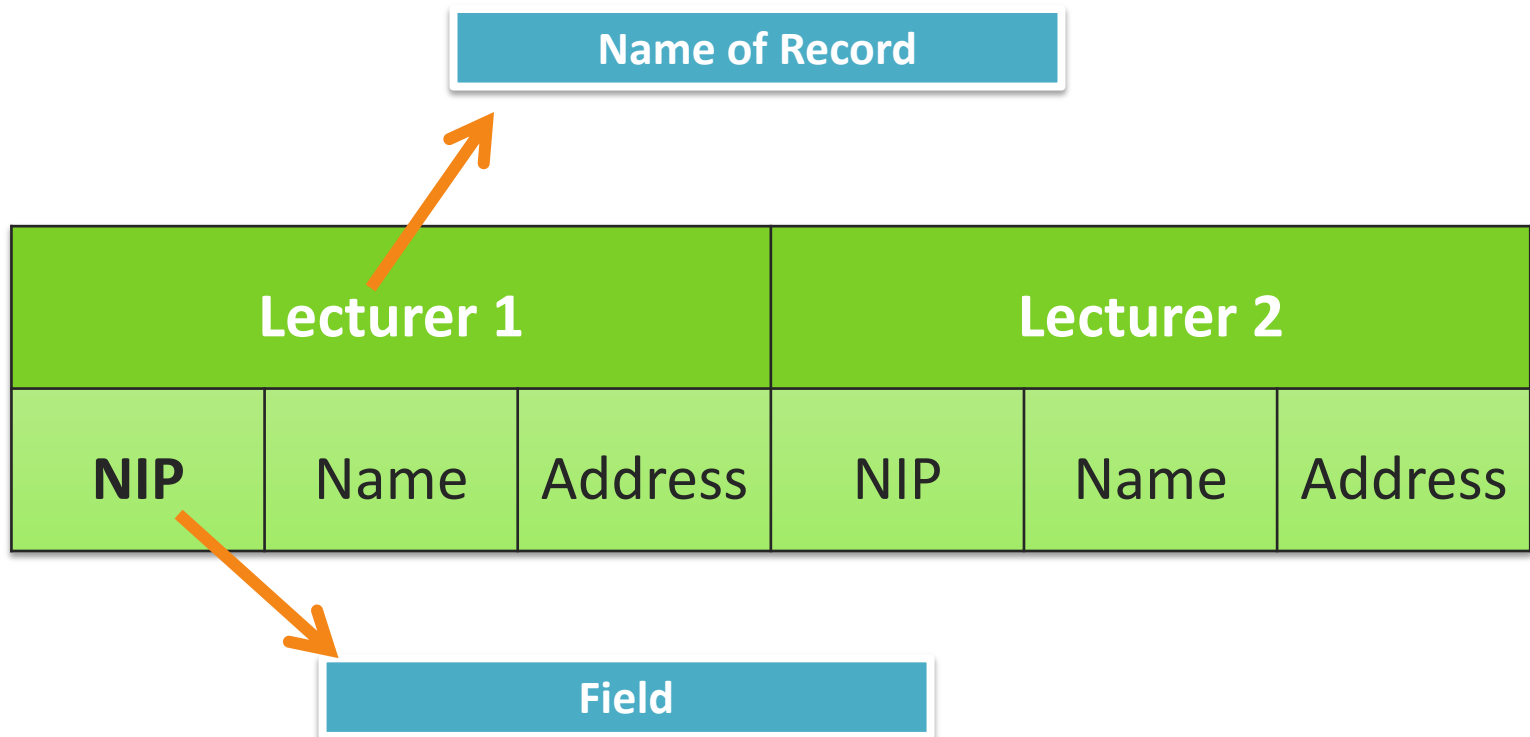 Name of Record
Lecturer 1 Lecturer 2
NIP Name Address NIP Name Address
Field